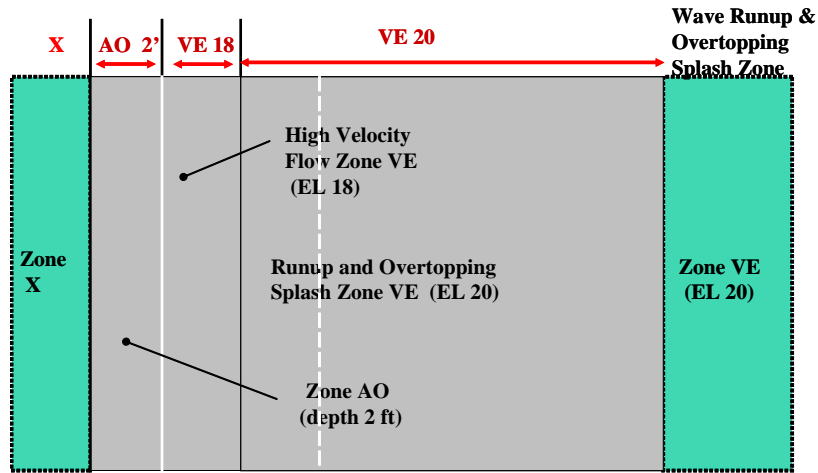 X
AO 2’
VE 18
VE 20
Wave Runup &
Overtopping
Splash Zone
High Velocity
Flow Zone VE
(EL 18)
Zone
X
Runup and Overtopping
Splash Zone VE (EL 20)
Zone VE
(EL 20)
Zone AO
(depth 2 ft)